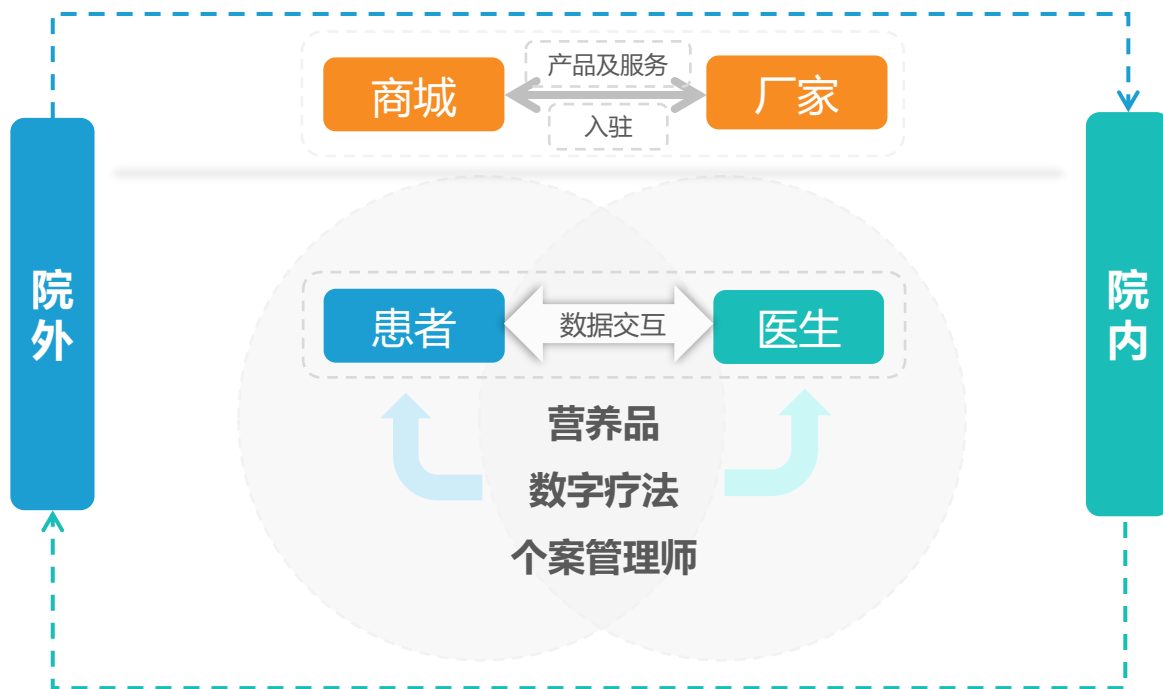 产品及服务
商城
厂家
入驻
院外
院内
患者
数据交互
医生
营养品
数字疗法
个案管理师